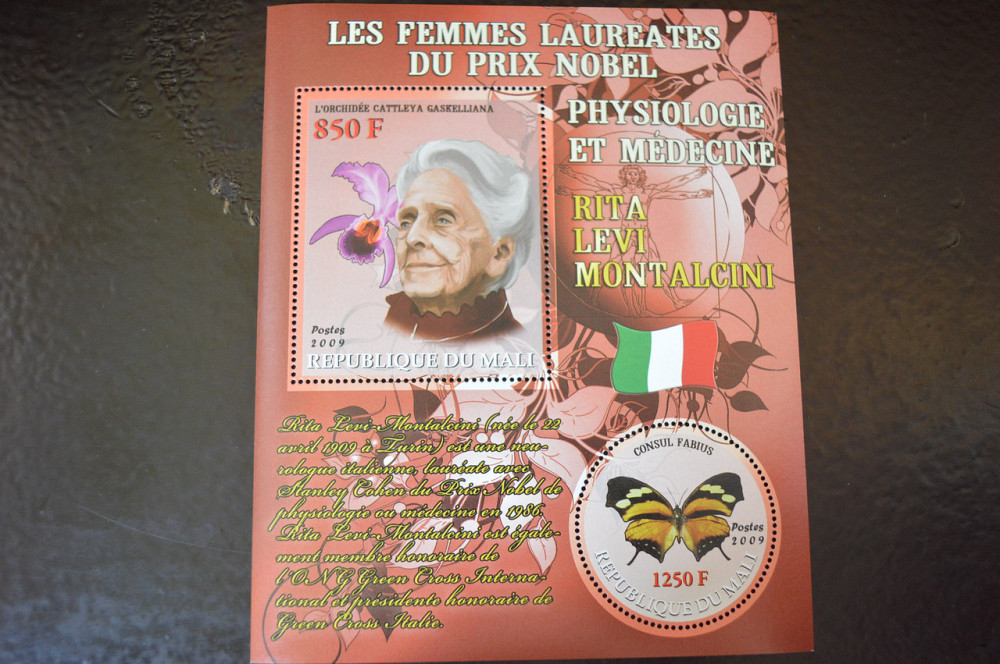 LES FEMMES LAUREATES
DU PRIX NOBEL
L'ORCHIDÉE CATTLEYA GASKELLIANA
850 F
Postes
2009
REPUBLIQUE DU MALI
PHYSIOLOGIE
ET MÉDECINE
RITA
LEVI
MONTALCINI
Rita Levi-Montalcini (née le 22
avril 1909 à Turin) est une neu-
rologue italienne, lauréate avec
Stanley Cohen du Prix Nobel de
physiologie ou médecine en 1986.
Rita Levi-Montalcini est égale-
ment membre honoraire de
l'ONG Green Cross Interna-
tional et présidente honoraire de
Green Cross Italie.
CONSUL FABIUS
Postes
2009
1250 F
REPUBLIQUE DU MALI